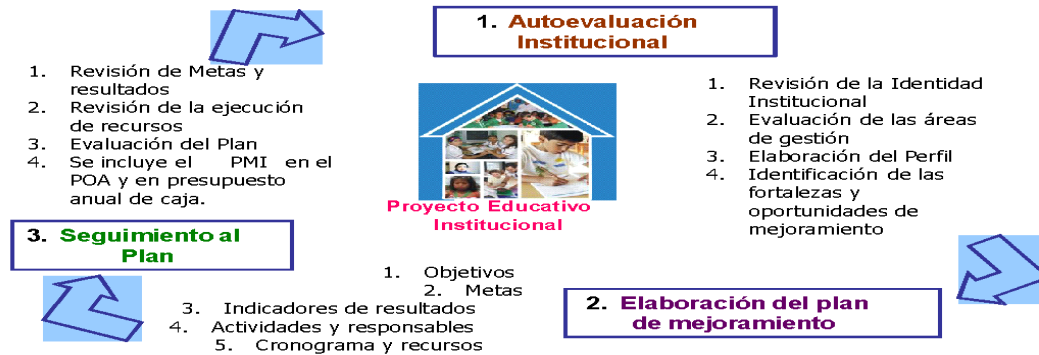 1. Autoevaluación
Institucional
1. Revisión de la Identidad
Institucional
2. Evaluación de las áreas
de gestión
3. Elaboración del Perfil
4. Identificación de las
fortalezas y
oportunidades de
mejoramiento
2. Elaboración del plan
de mejoramiento
1. Objetivos
2. Metas
3. Indicadores de resultados
4. Actividades y responsables
5. Cronograma y recursos
3. Seguimiento al
Plan
1. Revisión de Metas y
resultados
2. Revisión de la ejecución
de recursos
3. Evaluación del Plan
4. Se incluye el PMI en el
POA y en presupuesto
anual de caja.
Proyecto Educativo
Institucional